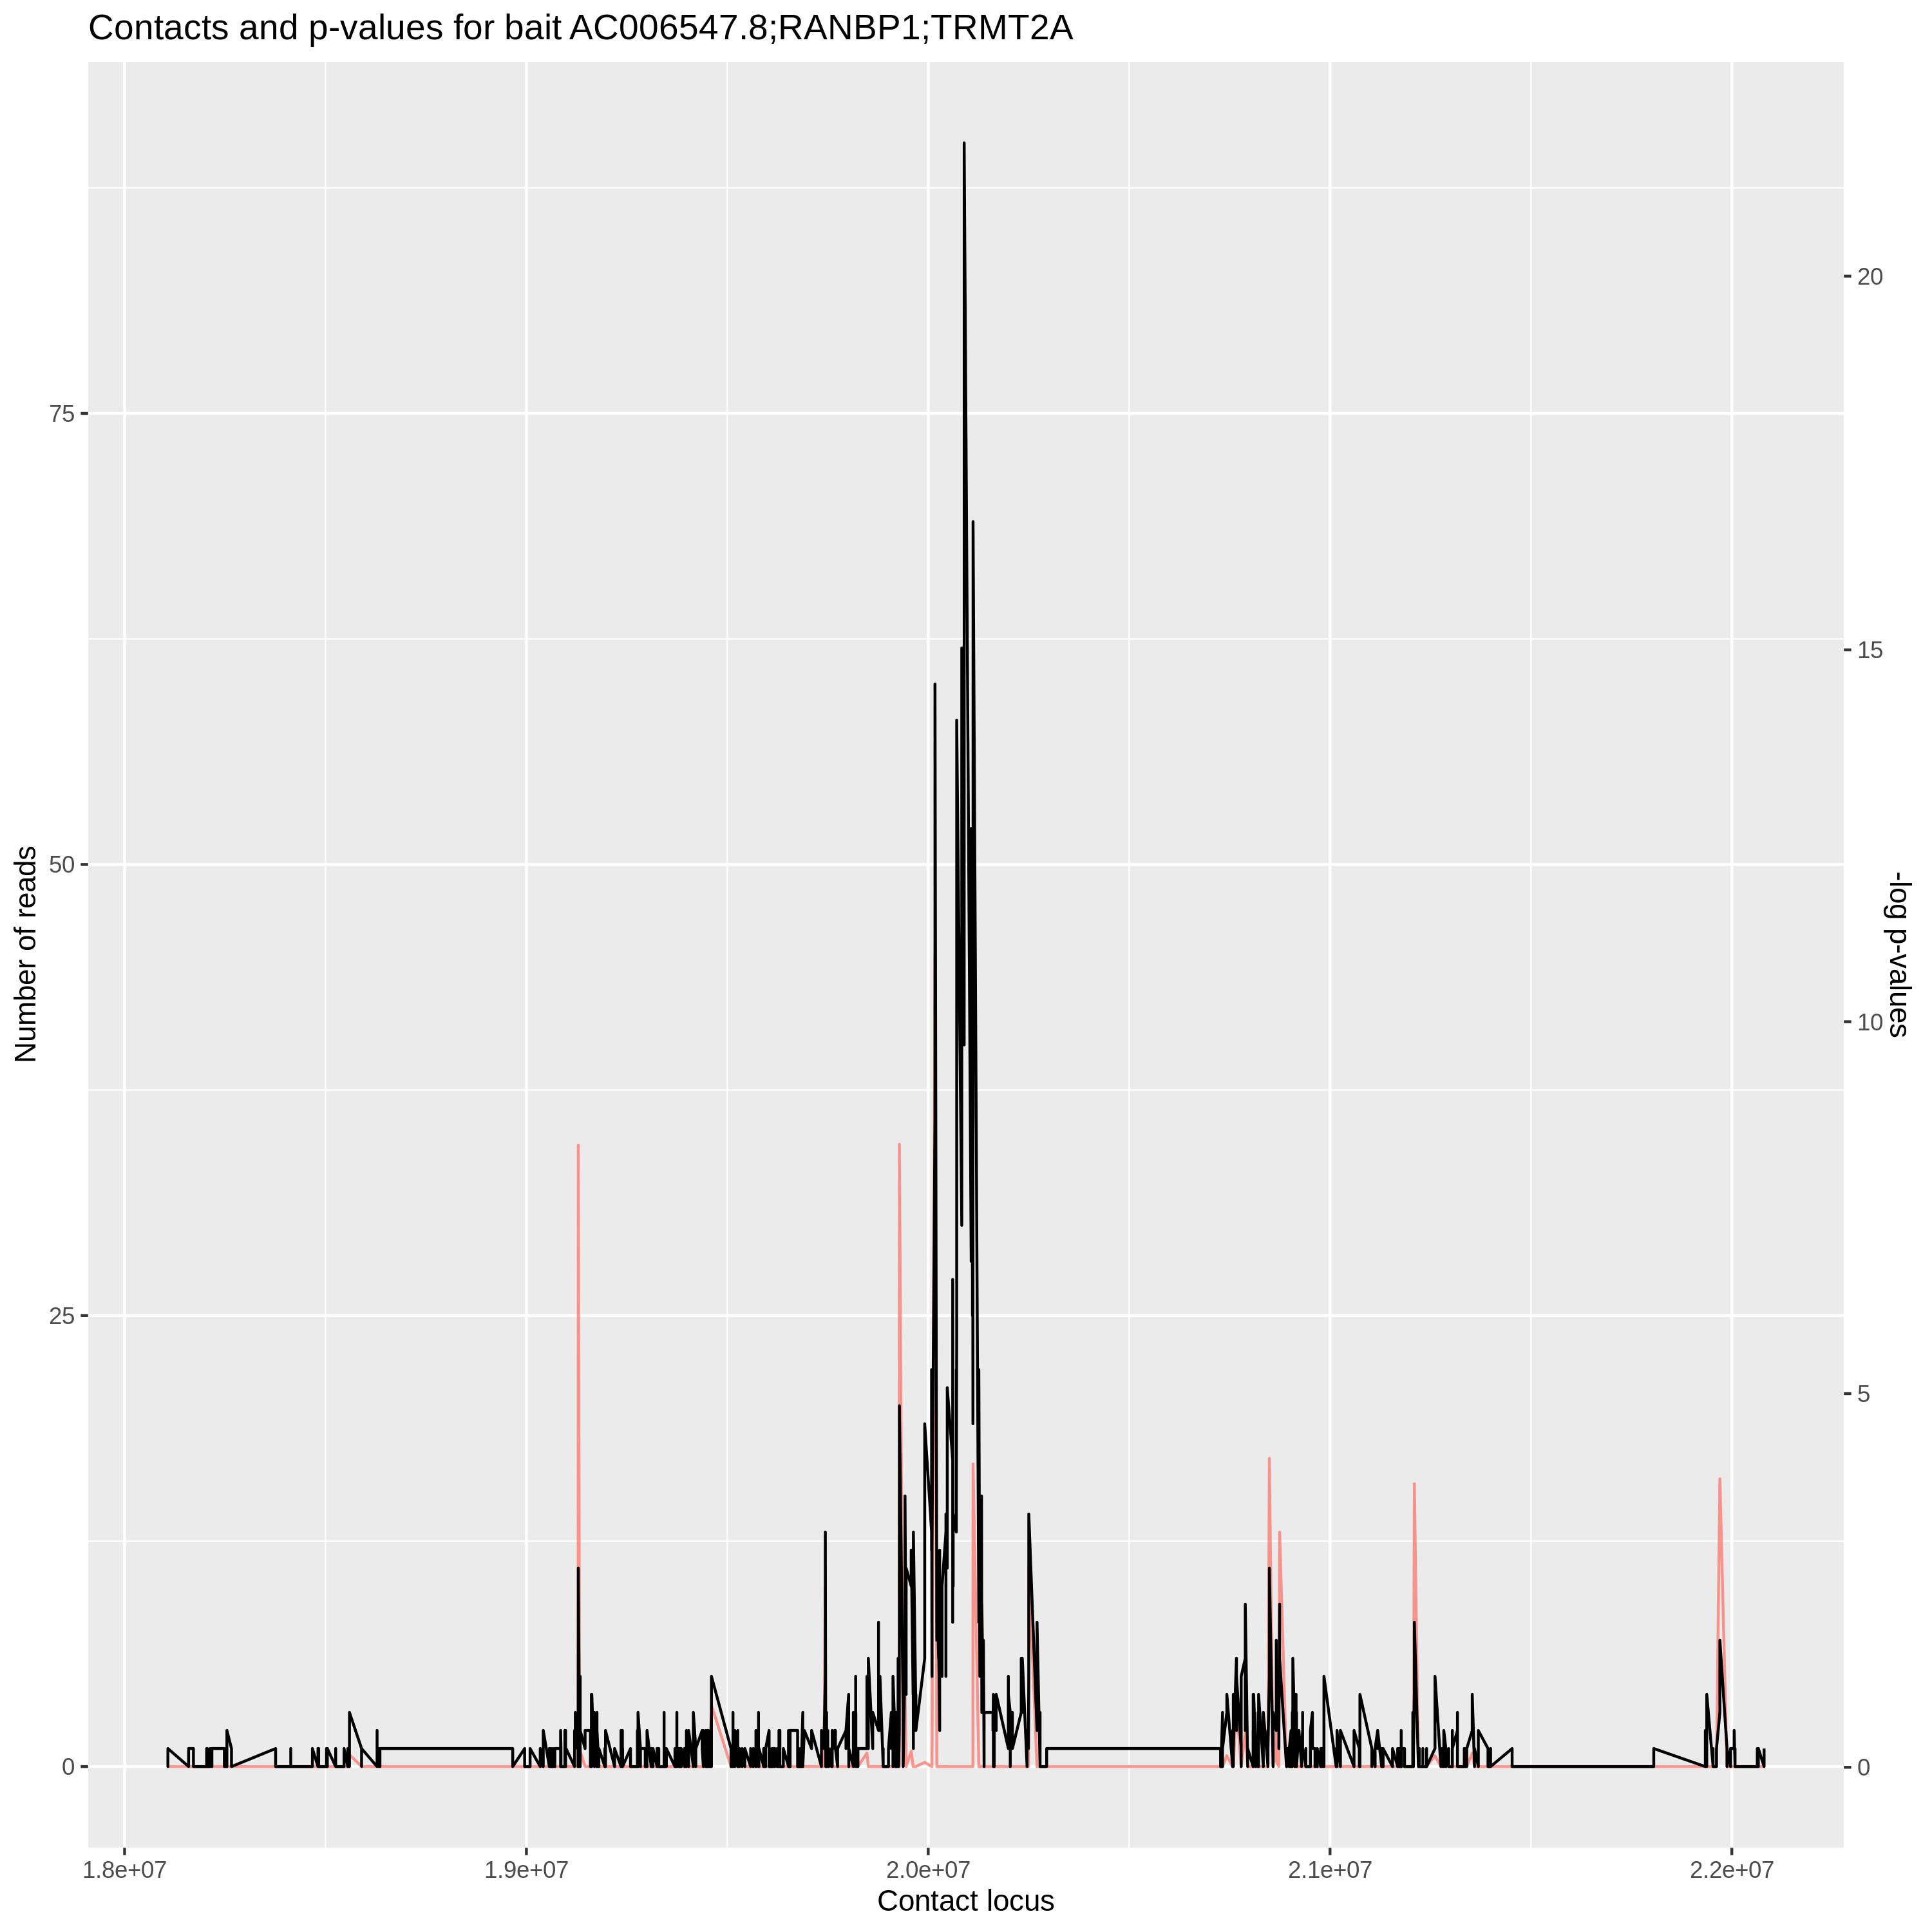 Contacts and p-values for bait AC006547.8;RANBP1;TRMT2A
Number of reads
75
50
25
0
20
15
10
5
0
-log p-values
1.8e+07
1.9e+07
2.0e+07
2.1e+07
2.2e+07
Contact locus